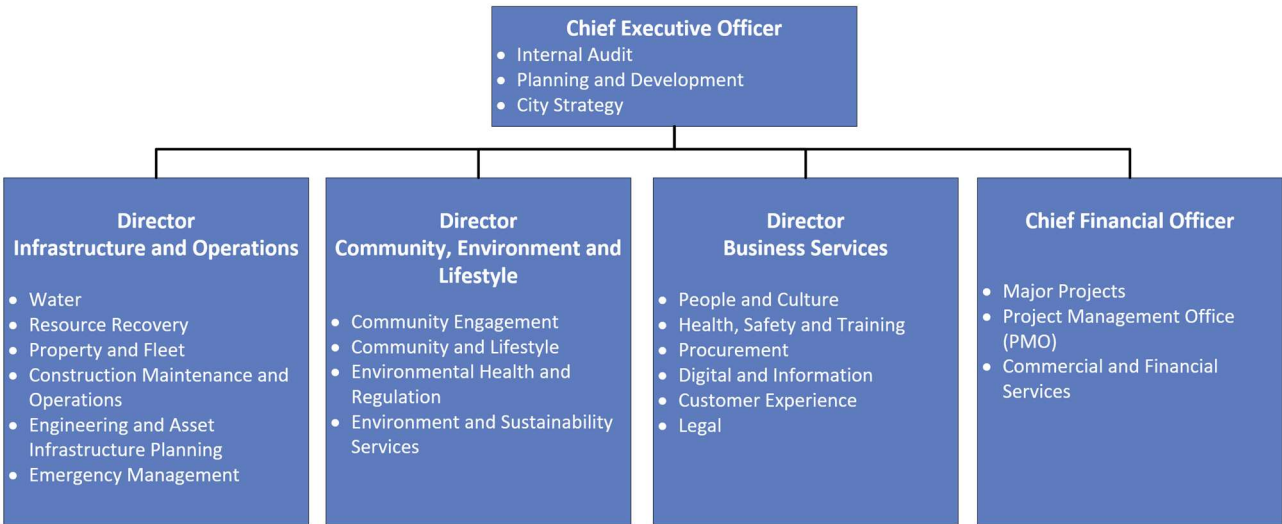 Chief Executive Officer
• Internal Audit
• Planning and Development
• City Strategy
Director
Infrastructure and Operations
• Water
• Resource Recovery
• Property and Fleet
• Construction Maintenance and
Operations
• Engineering and Asset
Infrastructure Planning
• Emergency Management
Director
Community, Environment and
Lifestyle
• Community Engagement
• Community and Lifestyle
• Environmental Health and
Regulation
• Environment and Sustainability
Services
Director
Business Services
• People and Culture
• Health, Safety and Training
• Procurement
• Digital and Information
• Customer Experience
• Legal
Chief Financial Officer
• Major Projects
• Project Management Office
(PMO)
• Commercial and Financial
Services